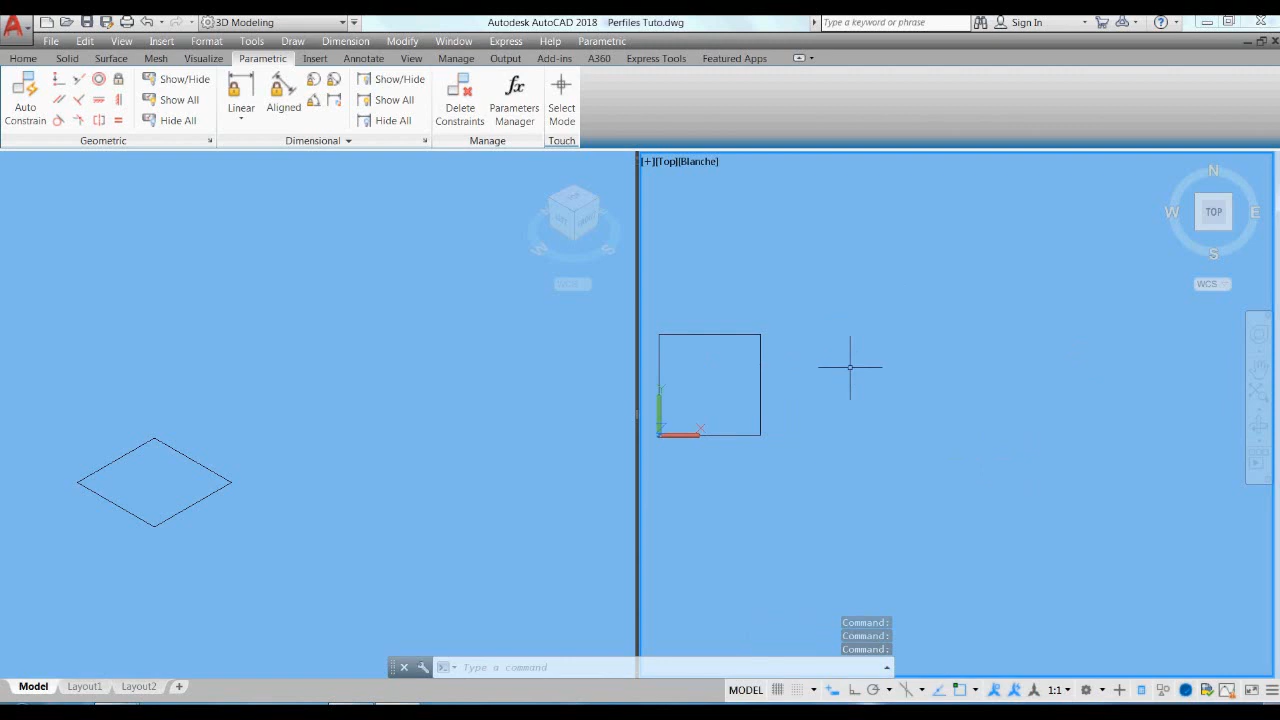 3D Modeling
Autodesk AutoCAD 2018 Perfiles Tuto.dwg
Type a keyword or phrase
Sign In
File Edit View Insert Format Tools Draw Dimension Modify Window Express Help Parametric
Home Solid Surface Mesh Visualize Parametric Insert Annotate View Manage Output Add-ins A360 Express Tools Featured Apps
Auto Constrain
Show/Hide
Show All
Hide All
Linear
Aligned
Show/Hide
Show All
Hide All
Delete Constraints
Parameters Manager
Select Mode
Geometric
Dimensional
Manage
Touch
[+][Top][Blanche]
N
W
TOP
E
S
WCS
W
S
WCS
Y
X
Command:
Command:
Command:
Type a command
Model Layout1 Layout2 +
MODEL
1:1